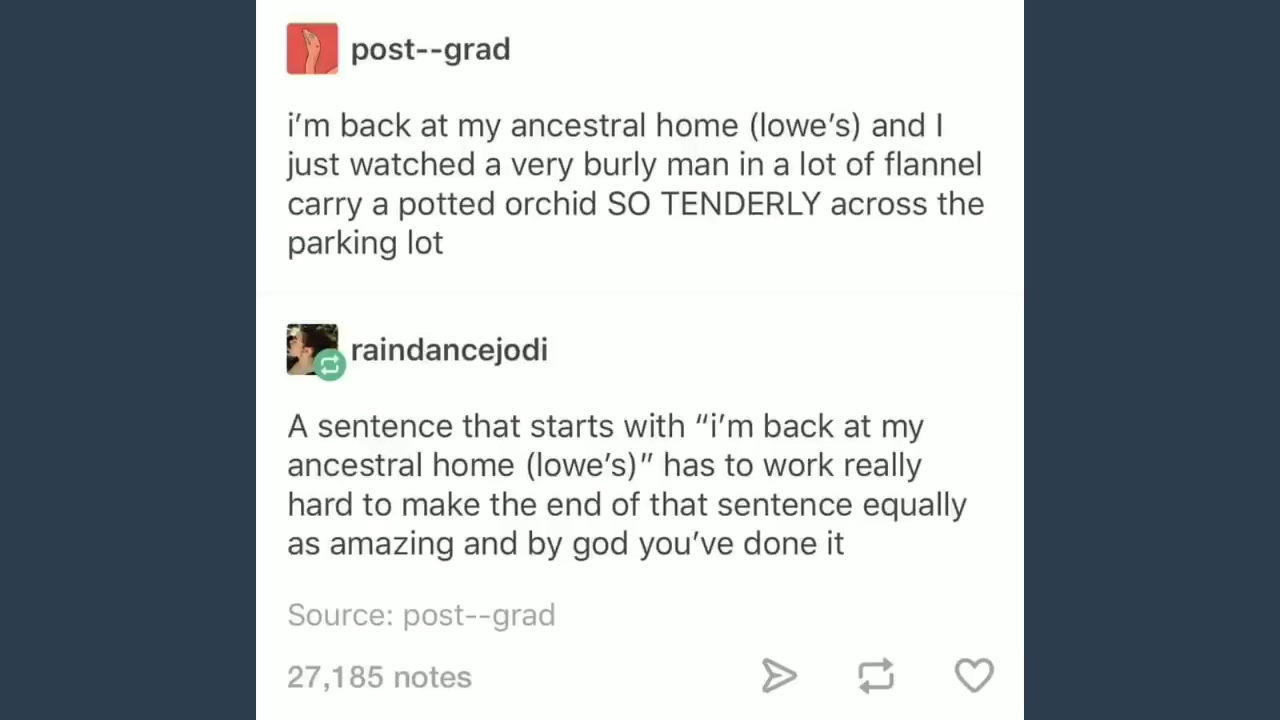 post--grad
i'm back at my ancestral home (lowe's) and I
just watched a very burly man in a lot of flannel
carry a potted orchid SO TENDERLY across the
parking lot
raindancejodi
A sentence that starts with “i'm back at my
ancestral home (lowe's)” has to work really
hard to make the end of that sentence equally
as amazing and by god you've done it
Source: post--grad
27,185 notes